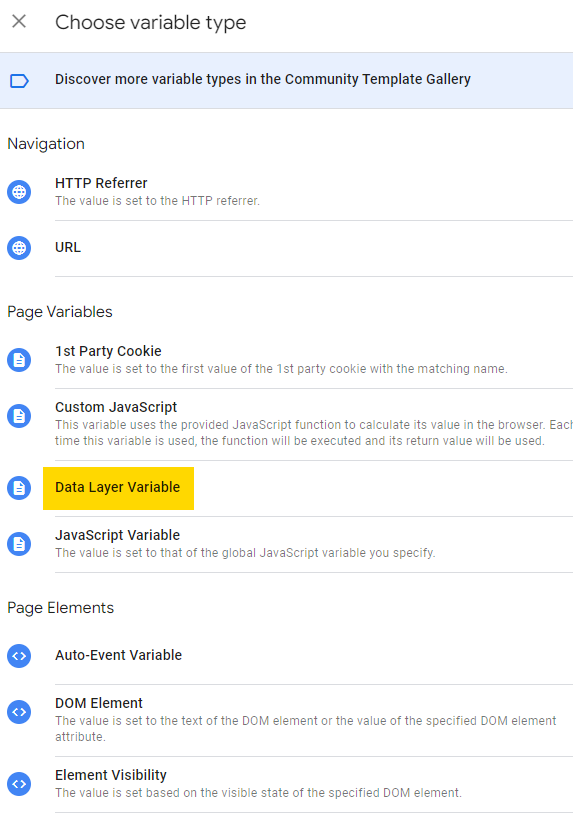 Choose variable type
Discover more variable types in the Community Template Gallery
Navigation
HTTP Referrer
The value is set to the HTTP referrer.
URL
Page Variables
1st Party Cookie
The value is set to the first value of the 1st party cookie with the matching name.
Custom JavaScript
This variable uses the provided JavaScript function to calculate its value in the browser. Each
time this variable is used, the function will be executed and its return value will be used.
Data Layer Variable
JavaScript Variable
The value is set to that of the global JavaScript variable you specify.
Page Elements
Auto-Event Variable
DOM Element
The value is set to the text of the DOM element or the value of the specified DOM element
attribute.
Element Visibility
The value is set based on the visible state of the specified DOM element.